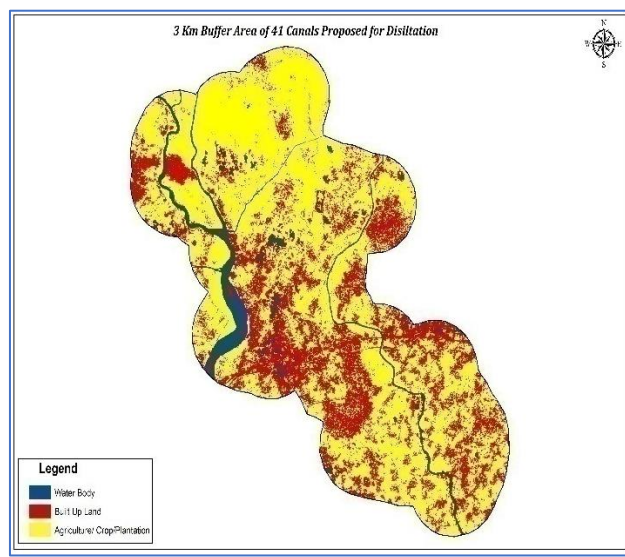 3 Km Buffer Area of 41 Canals Proposed for Disiltation
N
W E
S
Legend
Water Body
Built Up Land
Agriculture/ Crop/Plantation